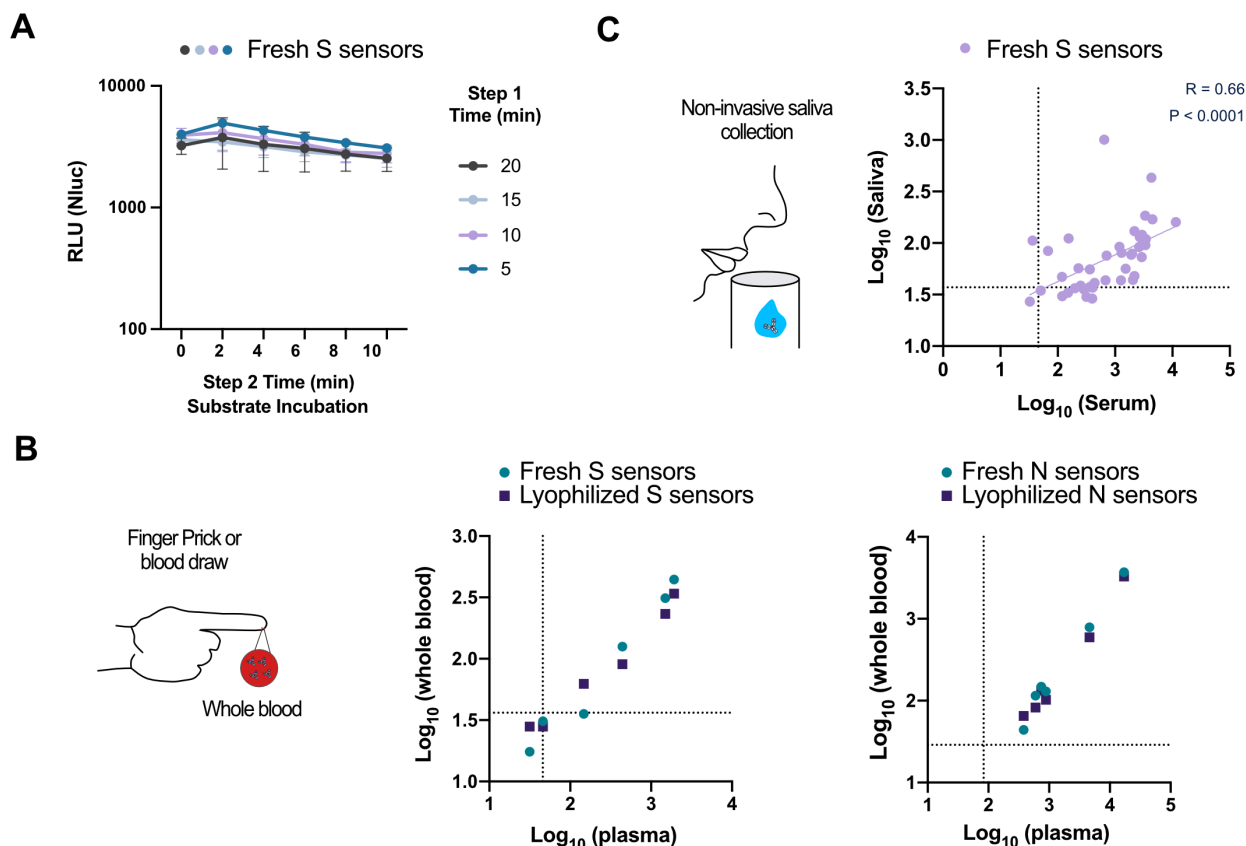 A
Fresh S sensors
10000
1000
100
RLU (Nluc)
0 2 4 6 8 10
Step 2 Time (min)
Substrate Incubation
Step 1
Time (min)
20
15
10
5
C
Non-invasive saliva
collection
Fresh S sensors
R = 0.66
P < 0.0001
3.5
3.0
2.5
2.0
1.5
1.0
Log10 (Saliva)
0 1 2 3 4 5
Log10 (Serum)
B
Finger Prick or
blood draw
Whole blood
Fresh S sensors
Lyophilized S sensors
3.0
2.5
2.0
1.5
1.0
Log10 (whole blood)
1 2 3 4
Log10 (plasma)
Fresh N sensors
Lyophilized N sensors
4
3
2
1
Log10 (whole blood)
1 2 3 4 5
Log10 (plasma)